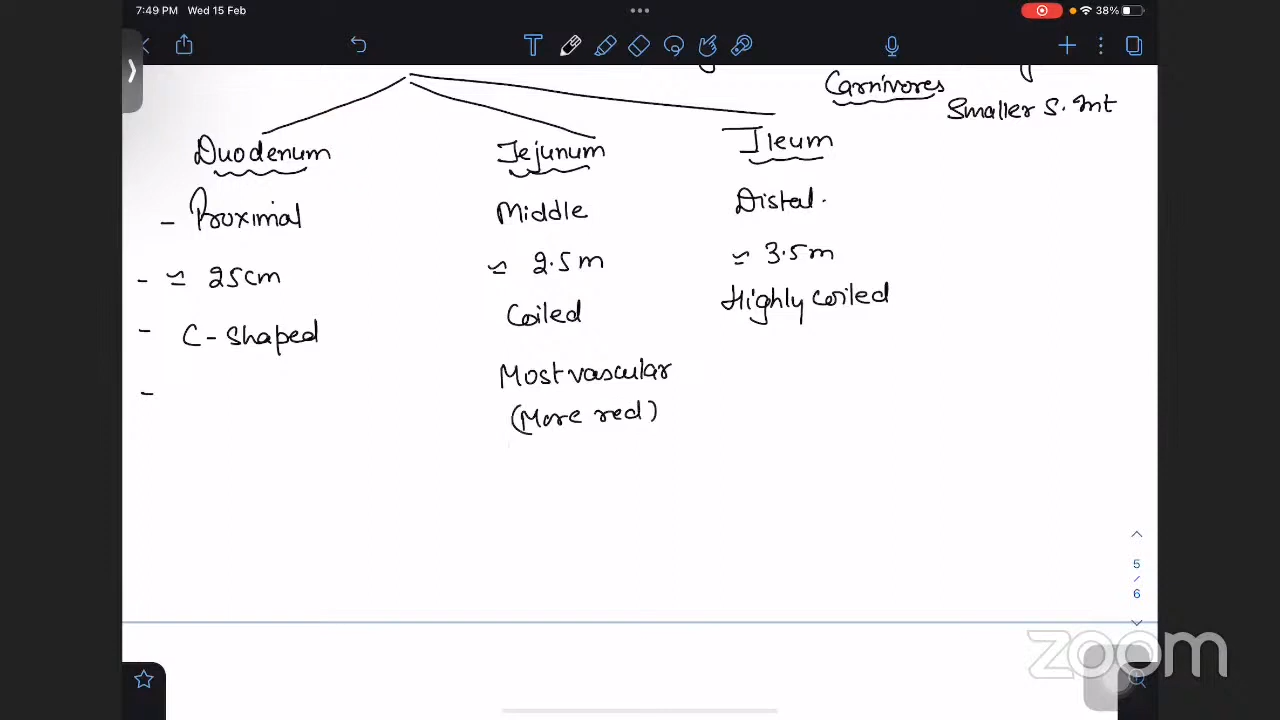 7:49 PM Wed 15 Feb
38%
Carnivores
Smaller S. Int
Duodenum Jejunum Ileum
- Proximal Middle Distal.
- ≃ 25cm ≃ 2.5m ≃ 3.5m
- C-Shaped Coiled Highly coiled
- Most vascular
(More red)
5
/
6
zoom